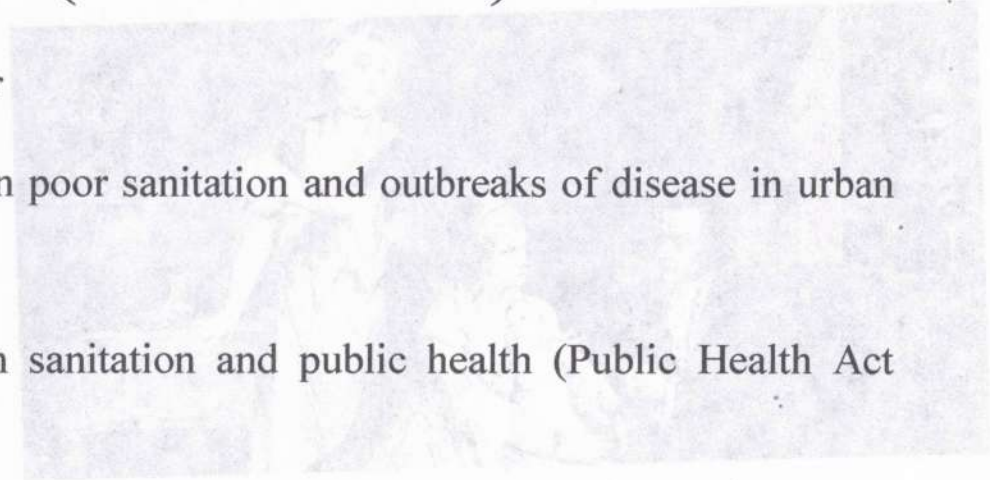 poor sanitation and outbreaks of disease in urban
sanitation and public health (Public Health Act